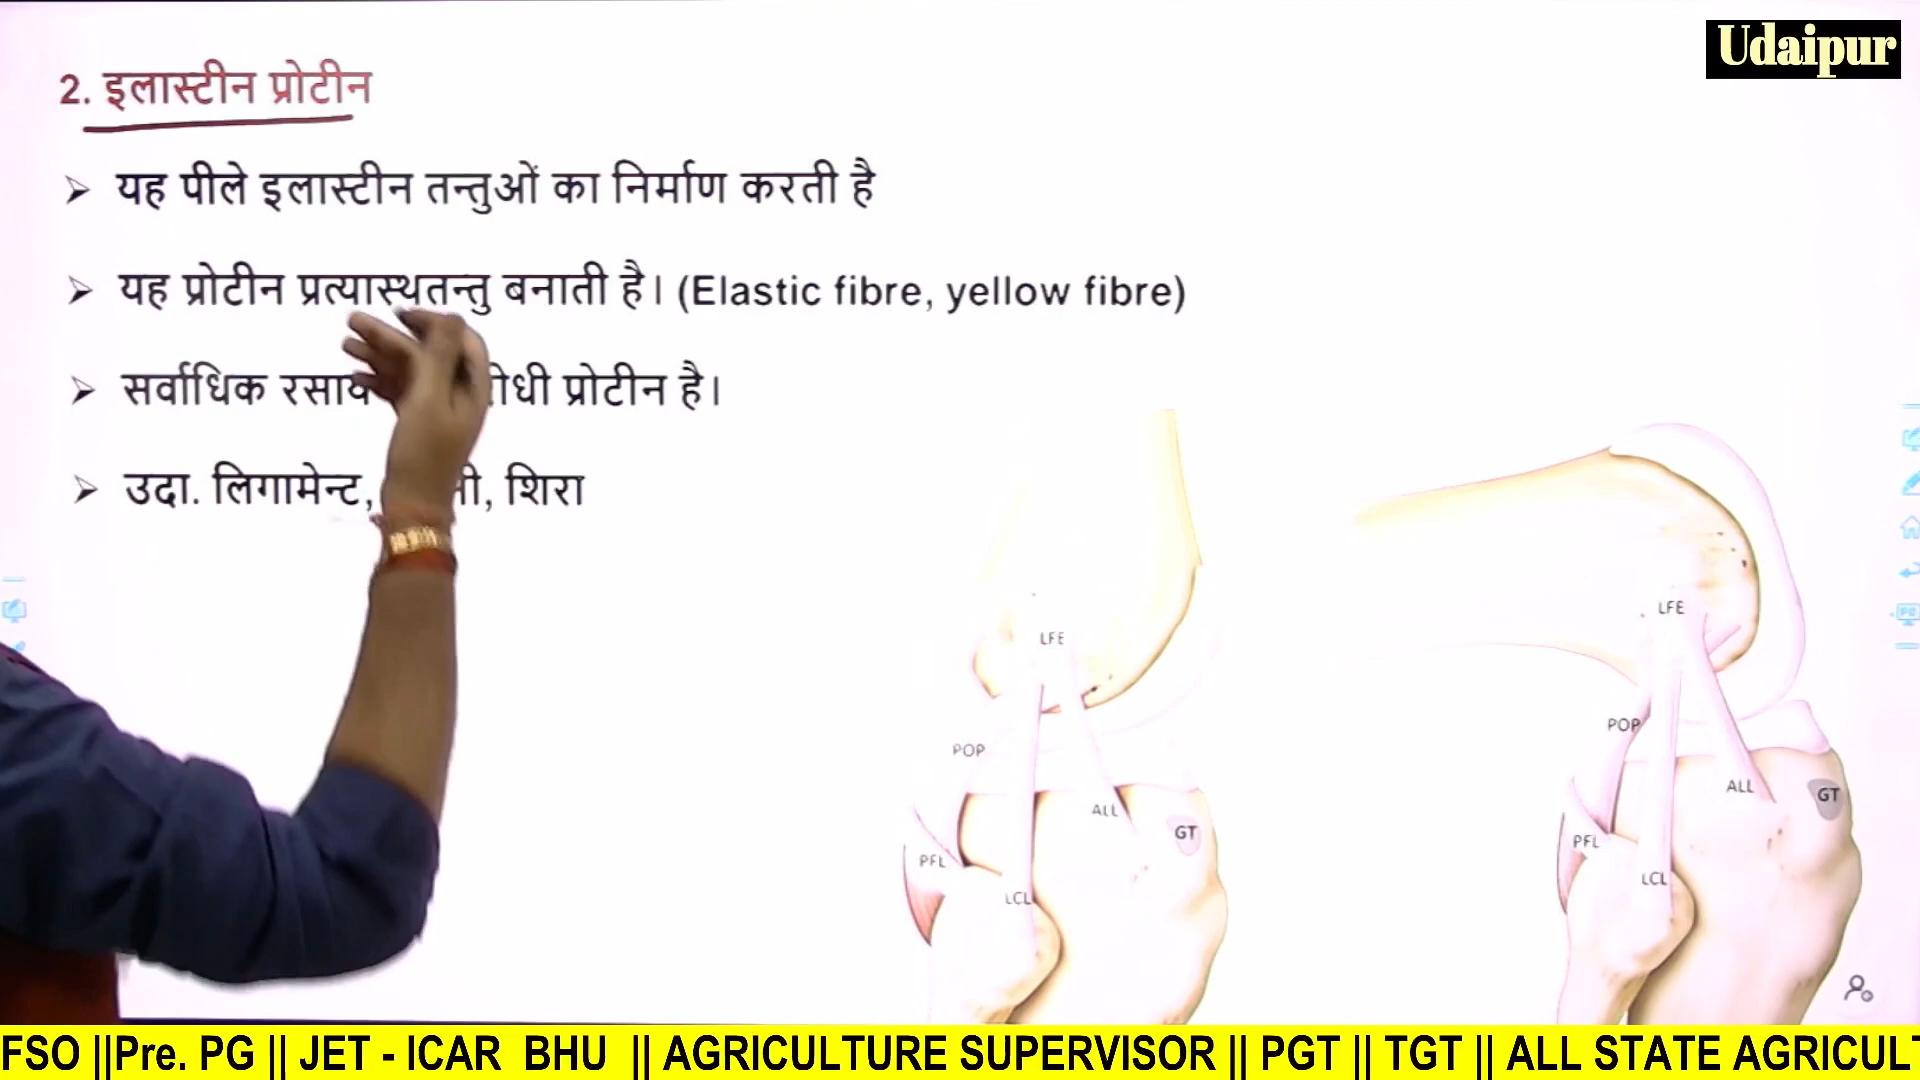 Udaipur
2. इलास्टीन प्रोटीन
➢ यह पीले इलास्टीन तन्तुओं का निर्माण करती है
➢ यह प्रोटीन प्रत्यास्थतन्तु बनाती है। (Elastic fibre, yellow fibre)
➢ सर्वाधिक प्रोटीन है।
➢ उदा. लिगामेन्ट, शिरा
LFE
LFE
POP
POP
ALL
GT
ALL
GT
PFL
PFL
LCL
LCL
FSO ||Pre. PG || JET - ICAR BHU || AGRICULTURE SUPERVISOR || PGT || TGT || ALL STATE